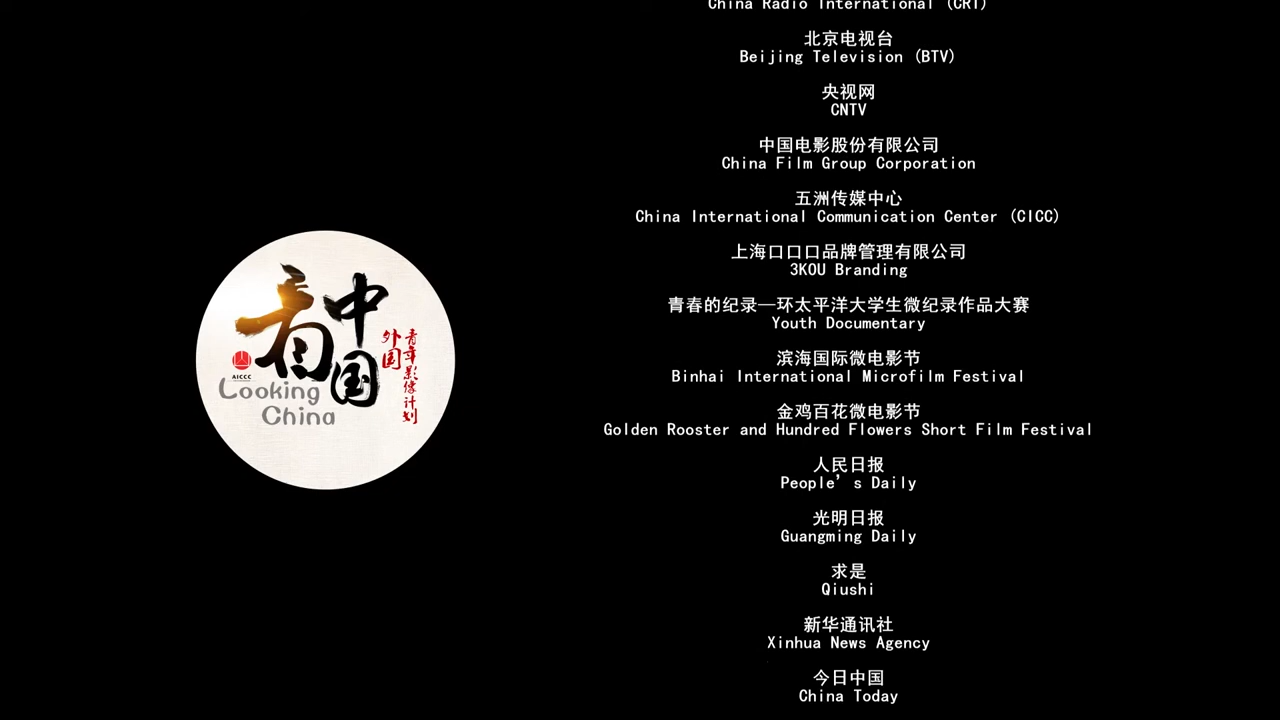 China Radio International (CRI)
北京电视台
Beijing Television (BTV)
央视网
CNTV
中国电影股份有限公司
China Film Group Corporation
五洲传媒中心
China International Communication Center (CICC)
上海口口口品牌管理有限公司
3KOU Branding
青春的纪录—环太平洋大学生微纪录作品大赛
Youth Documentary
滨海国际微电影节
Binhai International Microfilm Festival
金鸡百花微电影节
Golden Rooster and Hundred Flowers Short Film Festival
人民日报
People’s Daily
光明日报
Guangming Daily
求是
Qiushi
新华通讯社
Xinhua News Agency
今日中国
China Today
看中国
外国
青年影像计划
AICCC
Looking
China